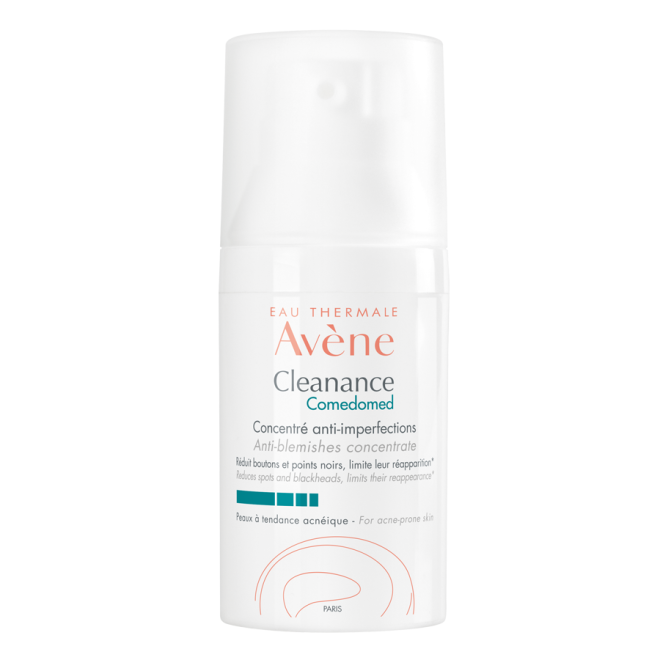 EAU THERMALE
Avène
Cleanance
Comedomed
Concentré anti-imperfections
Anti-blemishes concentrate
Réduit boutons et points noirs, limite leur réapparition*
Reduces spots and blackheads, limits their reappearance*
Peaux à tendance acnéique - For acne-prone skin
PARIS